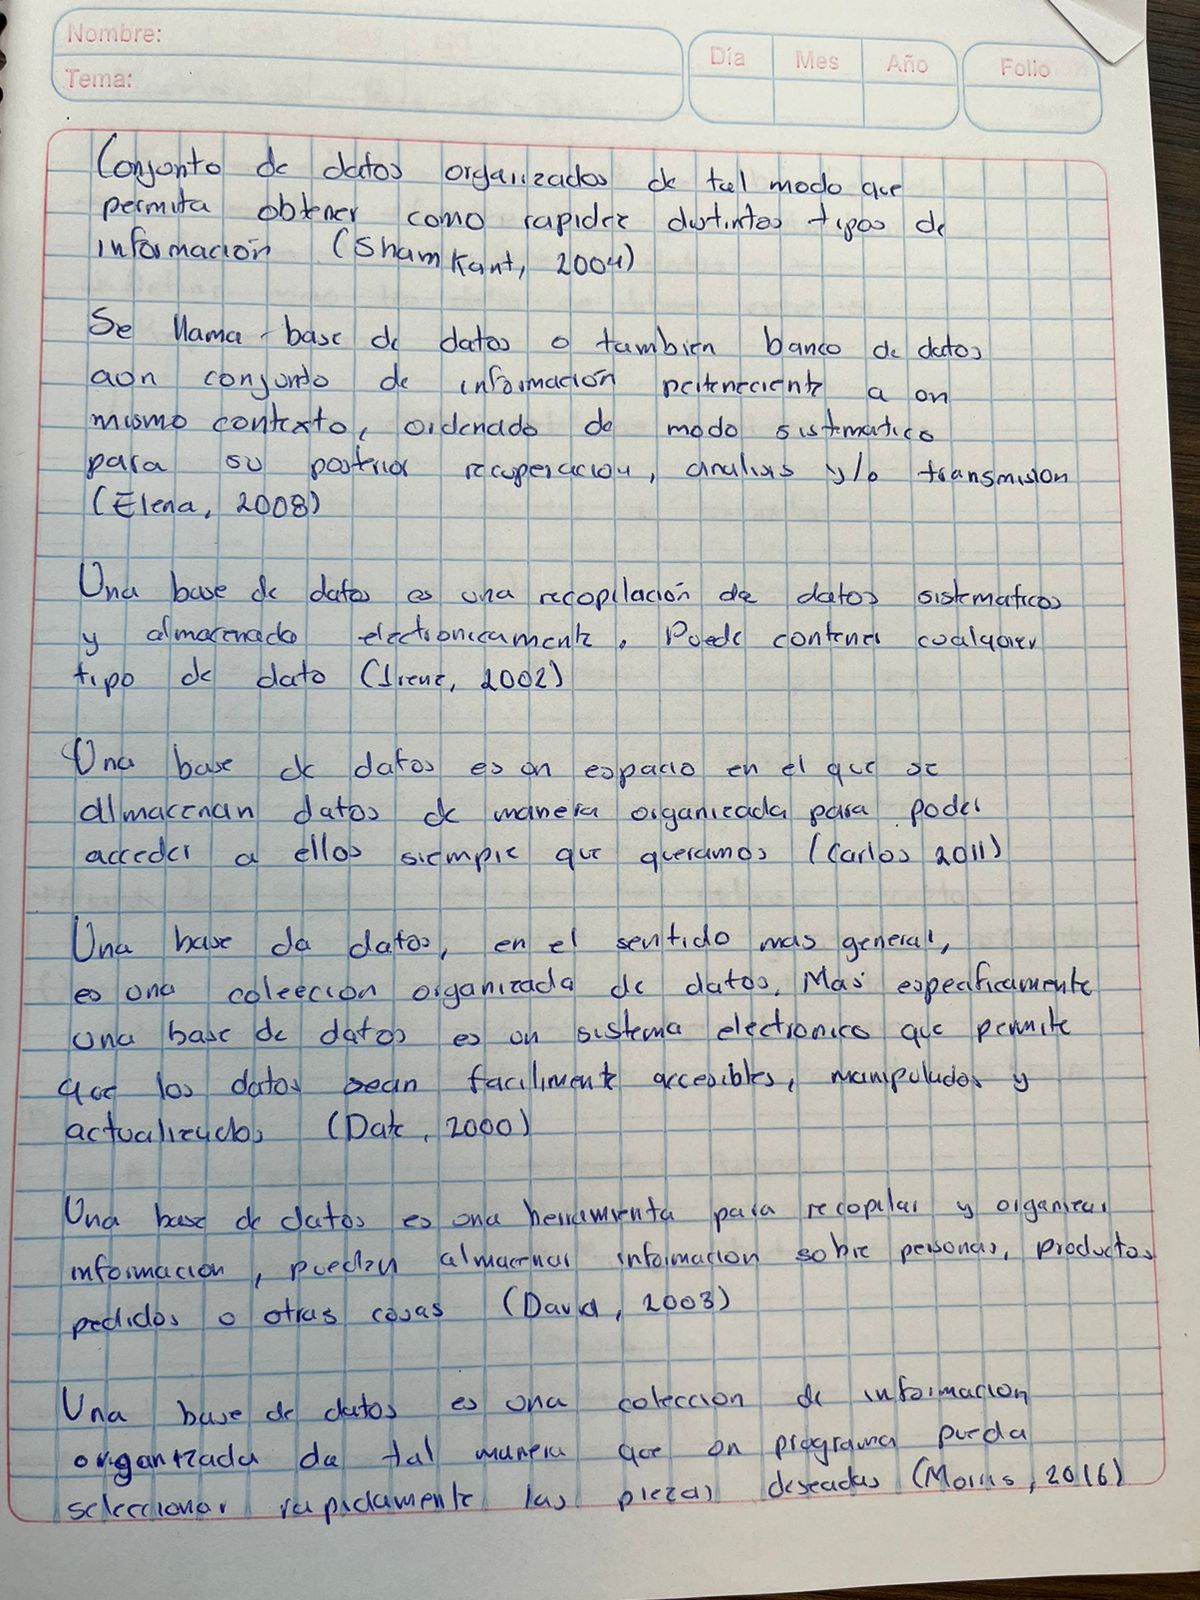 Nombre:
Tema:
Día Mes Año Folio
Conjunto de datos organizados de tal modo que
permita obtener como rapidez distintos tipos de
información (Shamkant, 2004)
Se llama base de datos o tambien banco de datos
a un conjunto de información perteneciente a un
mismo contexto, ordenado de modo sistematico
para su posterior recuperacion, analisis y/o transmision
(Elena, 2008)
Una base de datos es una recopilación de datos sistematicos
y almacenado electronicamente. Puede contener cualquier
tipo de dato (Irene, 2002)
Una base de datos es un espacio en el que se
almacenan datos de manera organizada para poder
acceder a ellos siempre que queramos (Carlos 2011)
Una base da datos, en el sentido mas general,
es una coleccion organizada de datos. Mas especificamente
una base de datos es un sistema electronico que permite
que los datos sean facilmente accesibles, manipulados y
actualizados (Date, 2000)
Una base de datos es una herramienta para recopilar y organizar
informacion, pueden almacenar informacion sobre personas, productos
pedidos o otras cosas (David, 2003)
Una base de datos es una coleccion de informacion
organizada da tal manera que un programa pueda
seleccionar rapidamente las piezas deseadas (Morris, 2016)